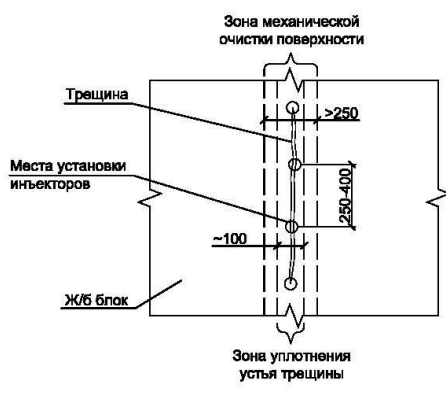 Зона механической
очистки поверхности
Трещина
>250
Места установки
инъекторов
250-400
~100
Ж/б блок
Зона уплотнения
устья трещины